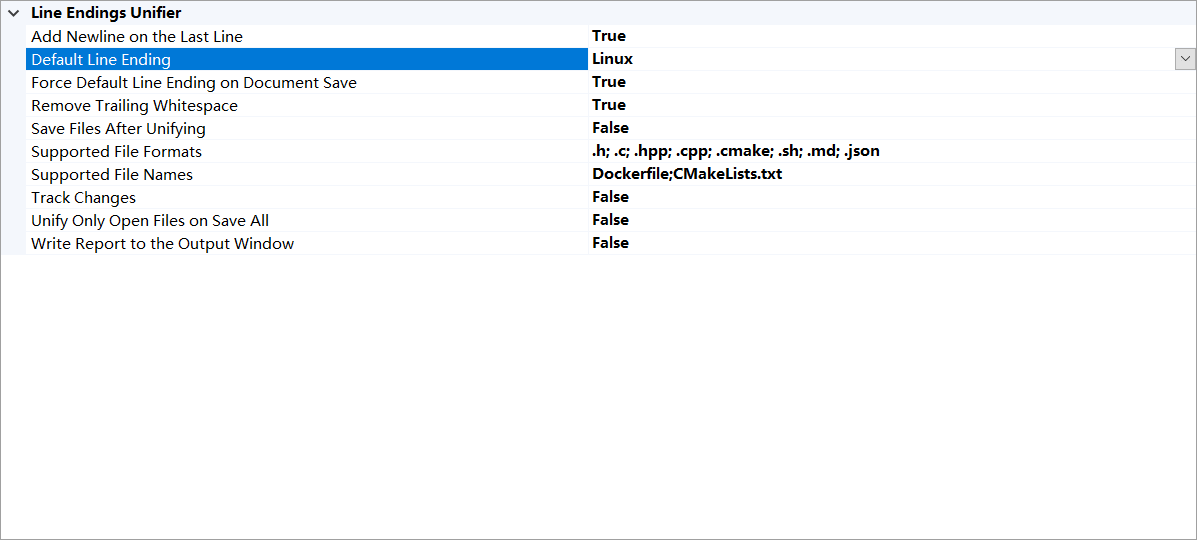 Line Endings Unifier
Add Newline on the Last Line True
Default Line Ending Linux
Force Default Line Ending on Document Save True
Remove Trailing Whitespace True
Save Files After Unifying False
Supported File Formats .h; .c; .hpp; .cpp; .cmake; .sh; .md; .json
Supported File Names Dockerfile;CMakeLists.txt
Track Changes False
Unify Only Open Files on Save All False
Write Report to the Output Window False